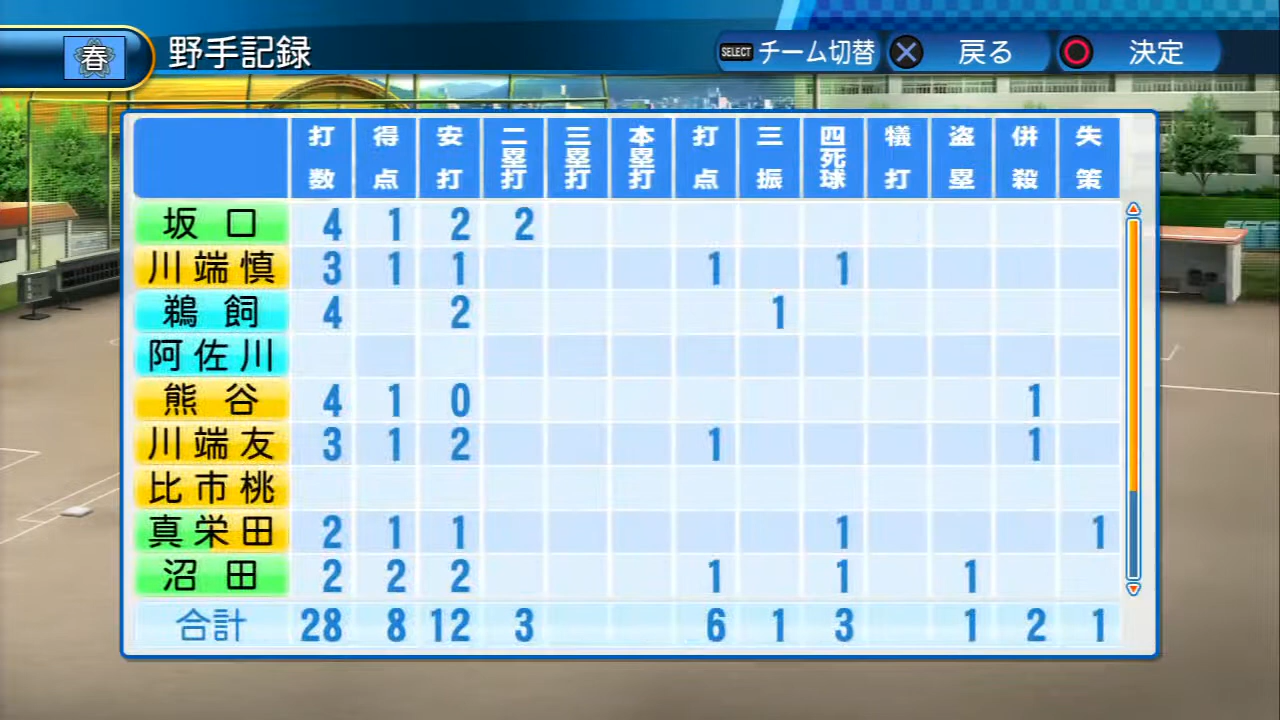 春 野手記録 SELECT チーム切替 戻る 決定
打数 得点 安打 二塁打 三塁打 本塁打 打点 三振 四死球 犠打 盗塁 併殺 失策
坂口 4 1 2 2
川端慎 3 1 1 1 1
鵜飼 4 2 1
阿佐川
熊谷 4 1 0 1
川端友 3 1 2 1 1
比市桃
真栄田 2 1 1 1 1
沼田 2 2 2 1 1 1
合計 28 8 12 3 6 1 3 1 2 1